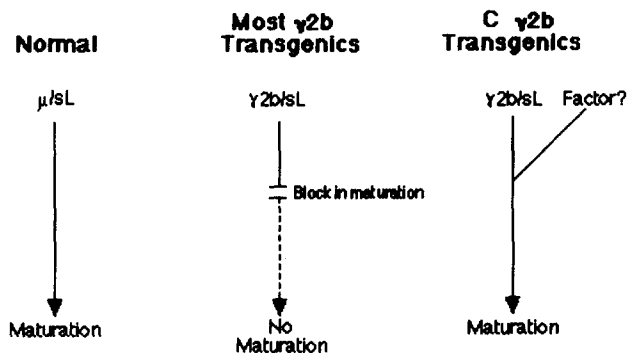 Normal
Most γ2b
Transgenics
C γ2b
Transgenics
μ/sL
γ2b/sL
γ2b/sL
Factor?
Block in maturation
Maturation
No
Maturation
Maturation